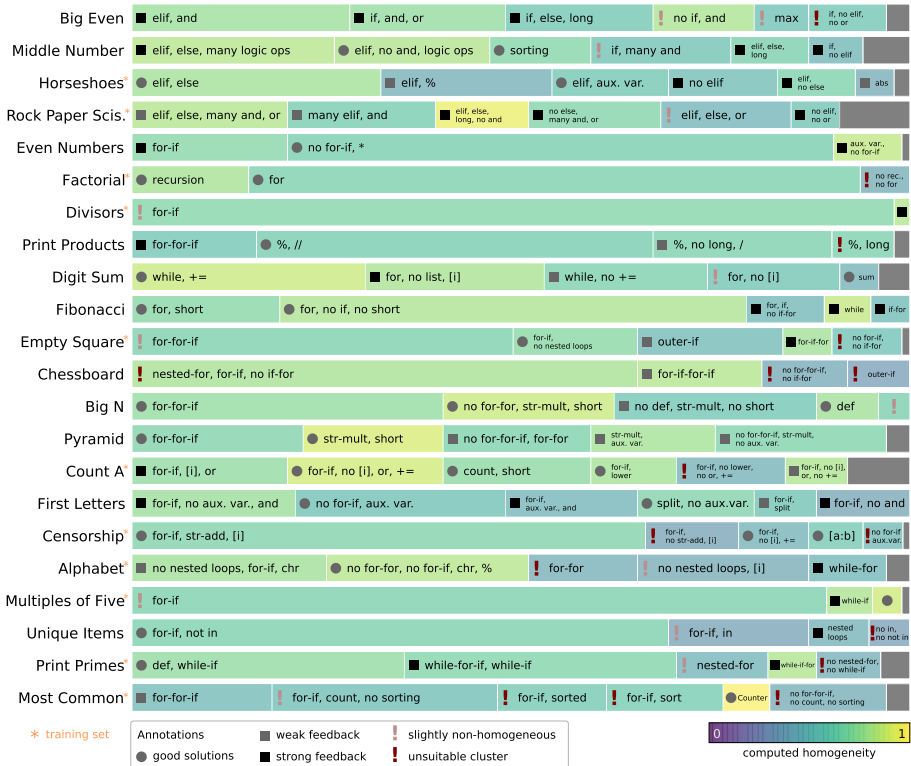 Big Even
elif, and
if, and, or
if, else, long
no if, and
max
if, no elif,
no or
Middle Number
elif, else, many logic ops
elif, no and, logic ops
sorting
if, many and
elif, else,
long
if,
no elif
Horseshoes*
elif, else
elif, %
elif, aux. var.
no elif
elif,
no else
abs
Rock Paper Scis.*
elif, else, many and, or
many elif, and
elif, else,
long, no and
no else,
many and, or
elif, else, or
no elif,
no or
Even Numbers
for-if
no for-if, *
aux. var.,
no for-if
Factorial*
recursion
for
no rec.,
no for
Divisors*
for-if
Print Products
for-for-if
%, //
%, no long, /
%, long
Digit Sum
while, +=
for, no list, [i]
while, no +=
for, no [i]
sum
Fibonacci
for, short
for, no if, no short
for, if,
no if-for
while
if-for
Empty Square*
for-for-if
for-if,
no nested loops
outer-if
for-if-for
no for-if,
no if-for
Chessboard
nested-for, for-if, no if-for
for-if-for-if
no for-for-if,
no if-for
outer-if
Big N
for-for-if
no for-for, str-mult, short
no def, str-mult, no short
def
Pyramid
for-for-if
str-mult, short
no for-for-if, for-for
str-mult,
aux. var.
no for-for-if, str-mult,
no aux. var.
Count A*
for-if, [i], or
for-if, no [i], or, +=
count, short
for-if,
lower
for-if, no lower,
no or, +=
for-if, no [i],
or, no +=
First Letters
for-if, no aux. var., and
no for-if, aux. var.
for-if,
aux. var., and
split, no aux.var.
for-if,
split
for-if, no and
Censorship*
for-if, str-add, [i]
for-if,
no str-add, [i]
for-if,
no [i], +=
[a:b]
no for-if
aux.var.
Alphabet*
no nested loops, for-if, chr
no for-for, no for-if, chr, %
for-for
no nested loops, [i]
while-for
Multiples of Five*
for-if
while-if
Unique Items
for-if, not in
for-if, in
nested
loops
no in,
no not in
Print Primes*
def, while-if
while-for-if, while-if
nested-for
while-if-for
no nested-for,
no while-if
Most Common*
for-for-if
for-if, count, no sorting
for-if, sorted
for-if, sort
Counter
no for-for-if,
no count, no sorting
* training set
Annotations
good solutions
weak feedback
strong feedback
! slightly non-homogeneous
! unsuitable cluster
0
1
computed homogeneity